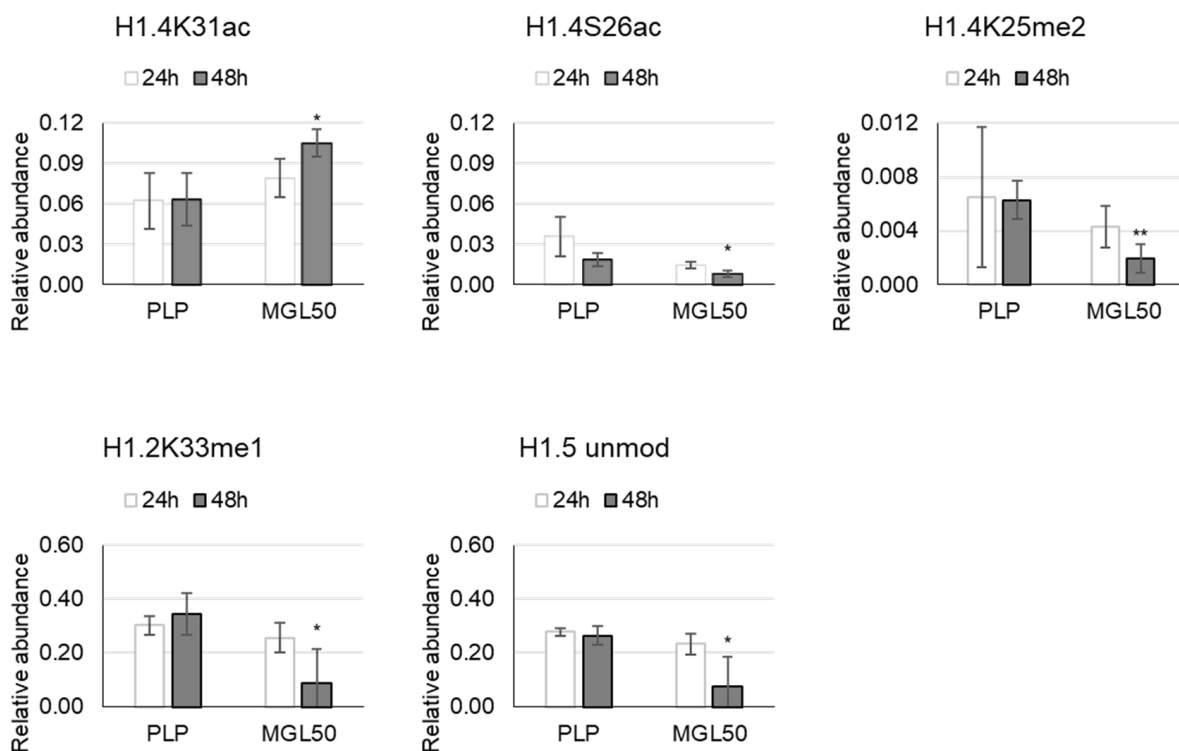 H1.4K31ac
24h 48h
Relative abundance
0.12
0.09
0.06
0.03
0.00
*
PLP MGL50
H1.4S26ac
24h 48h
Relative abundance
0.12
0.09
0.06
0.03
0.00
*
PLP MGL50
H1.4K25me2
24h 48h
Relative abundance
0.012
0.008
0.004
0.000
**
PLP MGL50
H1.2K33me1
24h 48h
Relative abundance
0.60
0.40
0.20
0.00
*
PLP MGL50
H1.5 unmod
24h 48h
Relative abundance
0.60
0.40
0.20
0.00
*
PLP MGL50